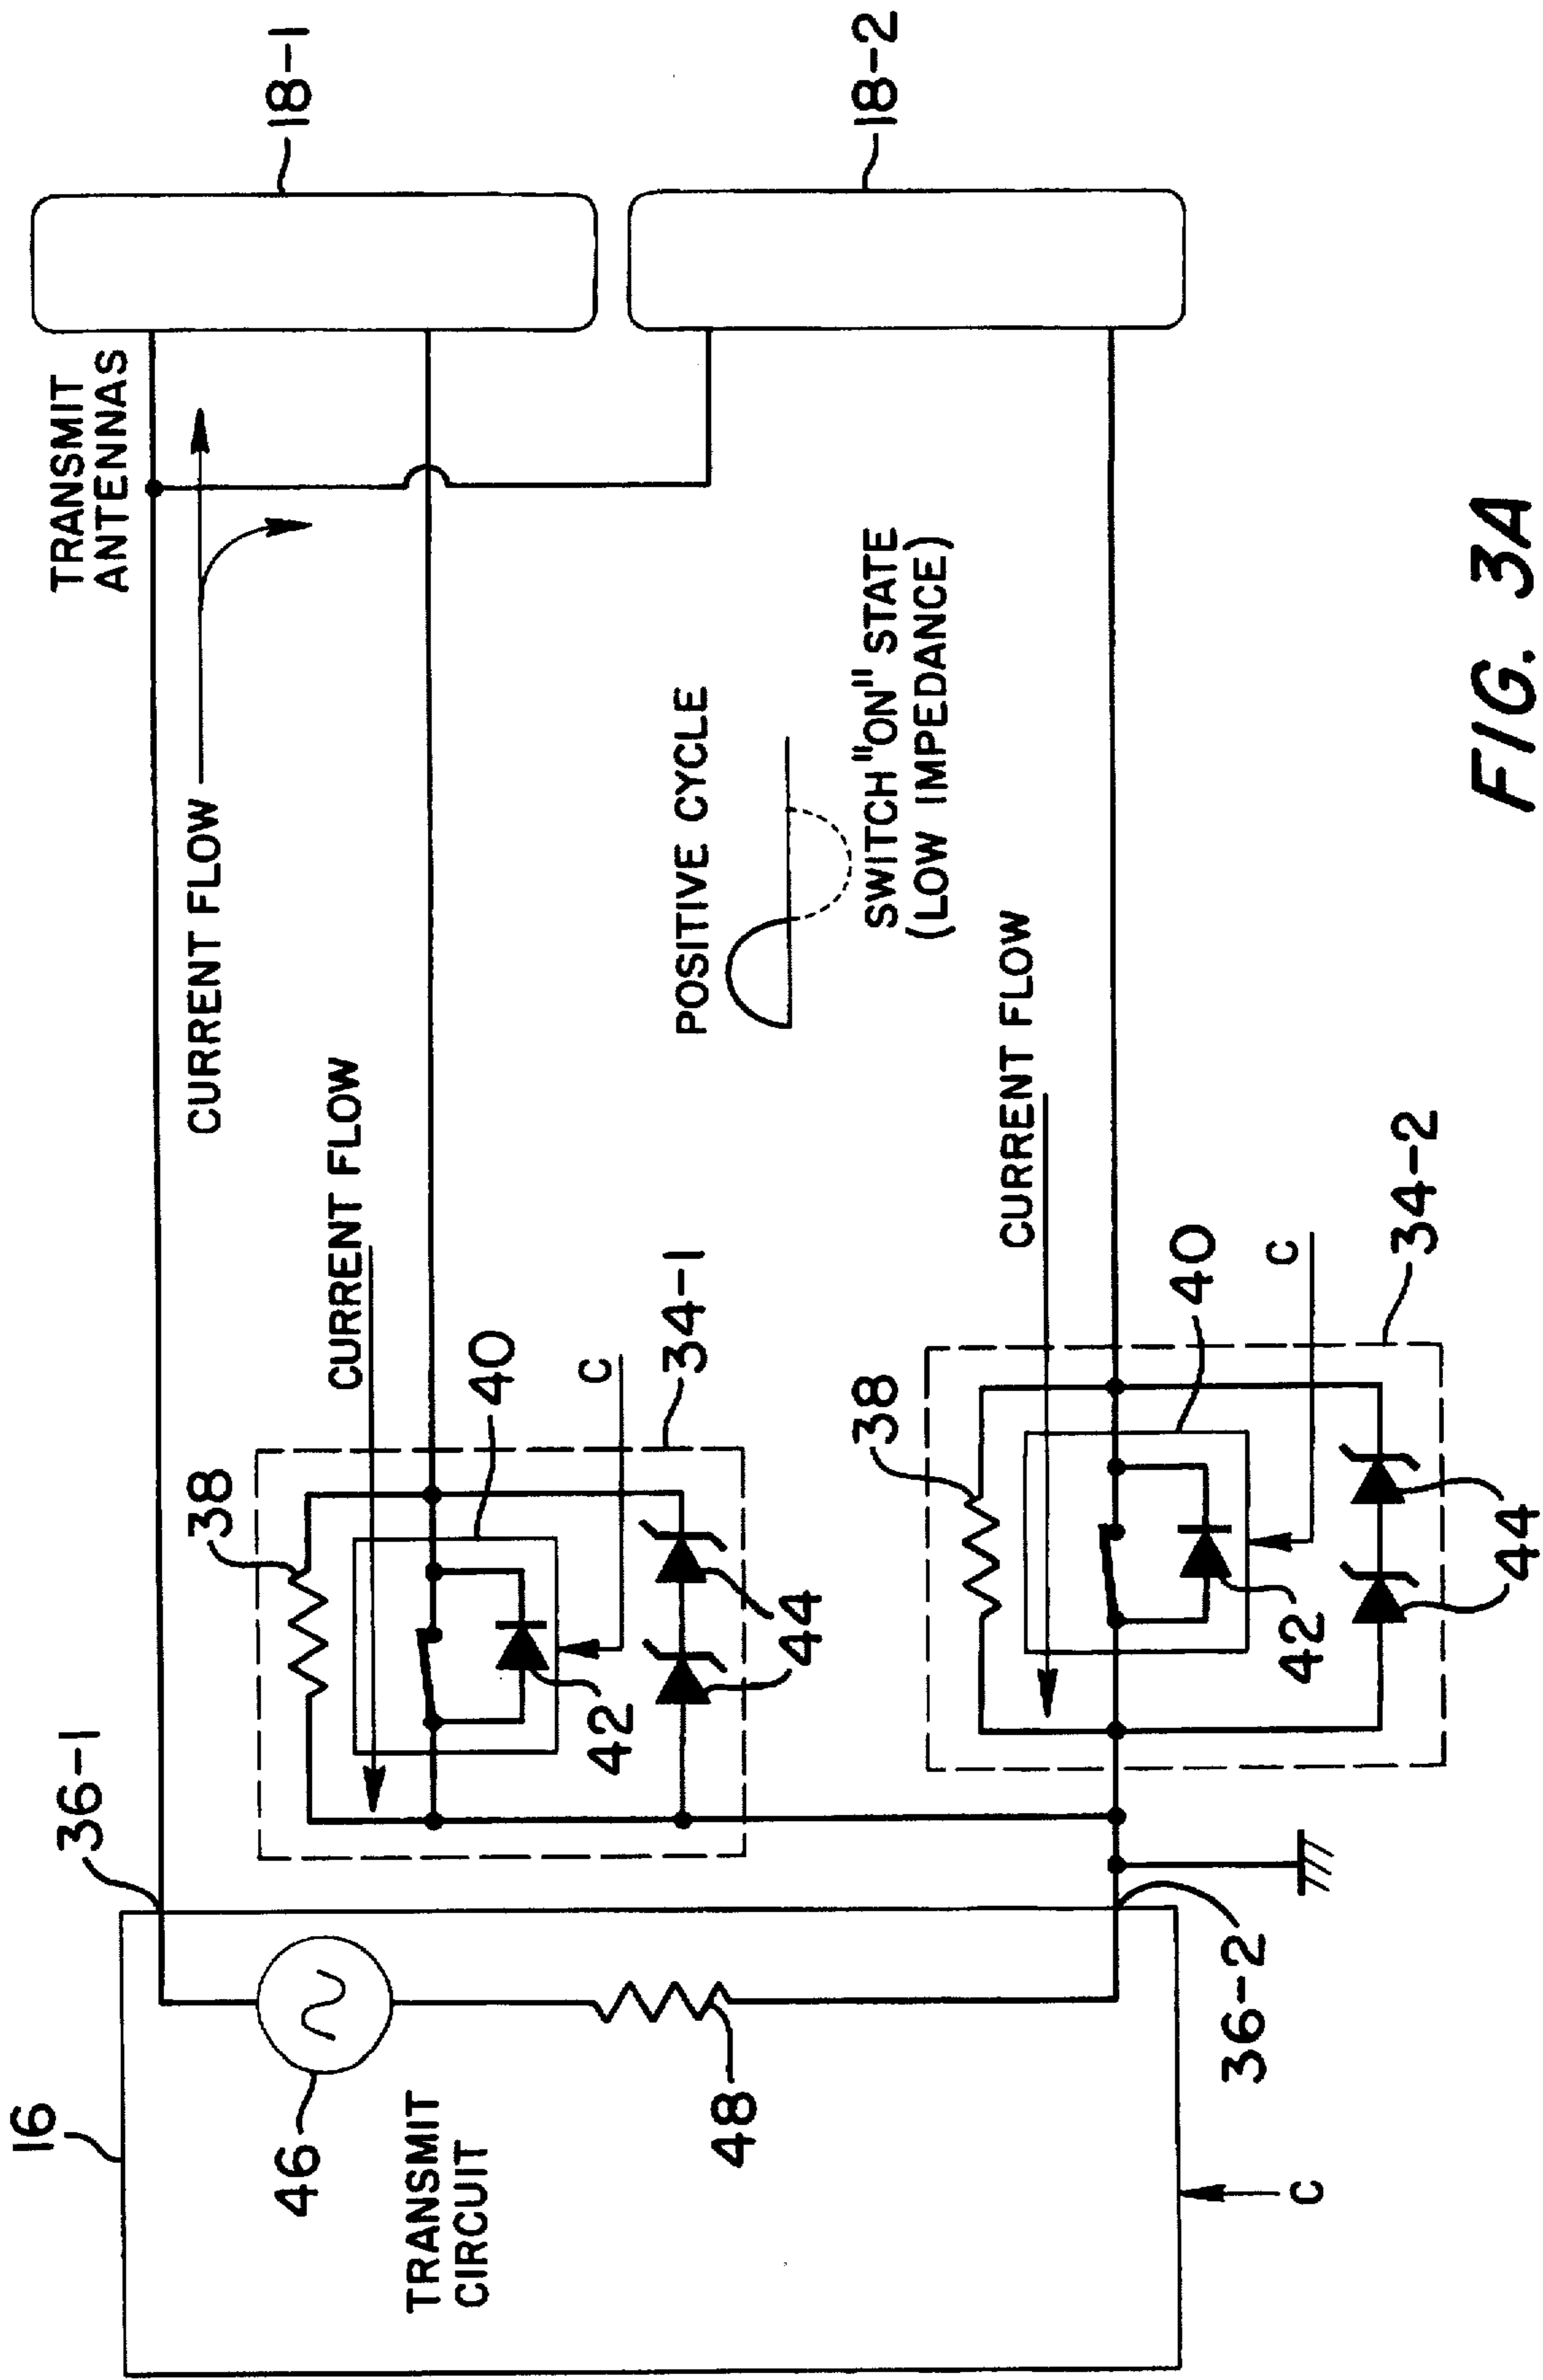 16
46
TRANSMIT
CIRCUIT
48
36-1
36-2
C
38
42
44
40
C
34-1
CURRENT FLOW
CURRENT FLOW
TRANSMIT
ANTENNAS
18-1
18-2
POSITIVE CYCLE
SWITCH "ON" STATE
(LOW IMPEDANCE)
CURRENT FLOW
38
42
44
40
C
34-2
FIG. 3A